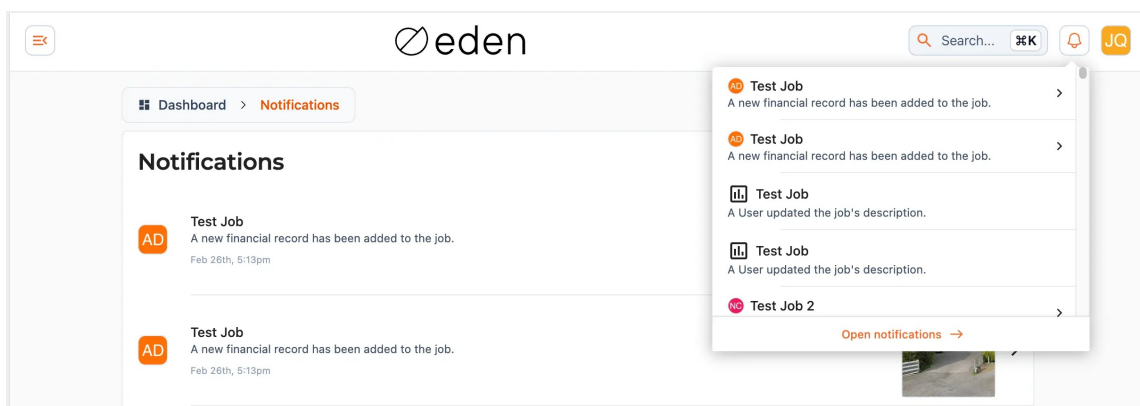 eden
Search... ⌘K
JQ
Dashboard > Notifications
Notifications
AD
Test Job
A new financial record has been added to the job.
Feb 26th, 5:13pm
AD
Test Job
A new financial record has been added to the job.
Feb 26th, 5:13pm
AD Test Job
A new financial record has been added to the job.
AD Test Job
A new financial record has been added to the job.
Test Job
A User updated the job's description.
Test Job
A User updated the job's description.
NC Test Job 2
Open notifications →